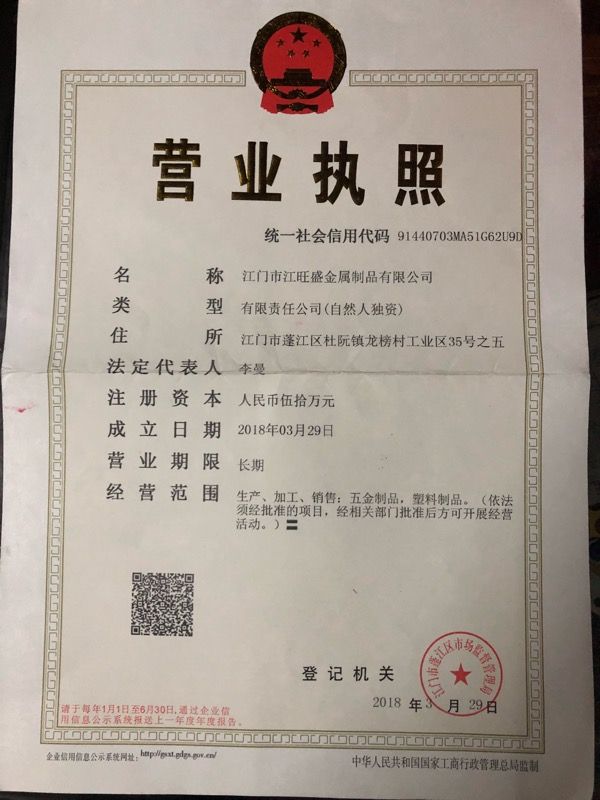 营业执照
统一社会信用代码 91440703MA51G62U9D
名称 江门市江旺盛金属制品有限公司
类型 有限责任公司(自然人独资)
住所 江门市蓬江区杜阮镇龙榜村工业区35号之五
法定代表人 李曼
注册资本 人民币伍拾万元
成立日期 2018年03月29日
营业期限 长期
经营范围 生产、加工、销售：五金制品，塑料制品。（依法
须经批准的项目，经相关部门批准后方可开展经营
活动。）〓
登记机关
江门市蓬江区市场监督管理局
2018 年 3 月 29 日
请于每年1月1日至6月30日,通过企业信
用信息公示系统报送上一年度年度报告。
企业信用信息公示系统网址: http://gsxt.gdgs.gov.cn/
中华人民共和国国家工商行政管理总局监制